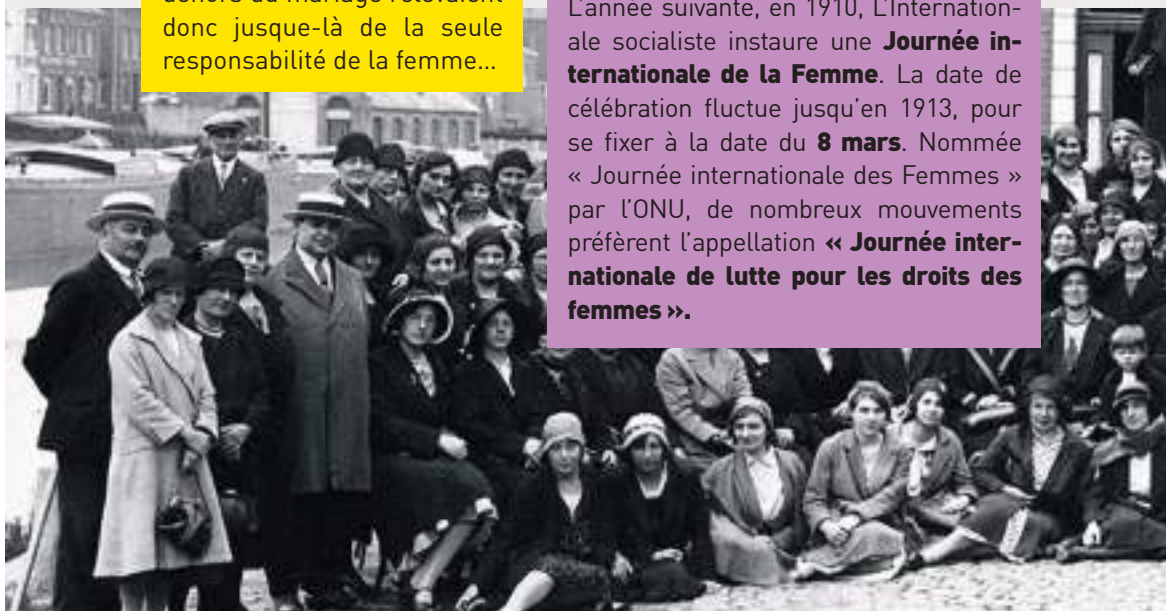 donc jusque-là de la seule
responsabilité de la femme...
L'année suivante, en 1910, L'Internation-
ale socialiste instaure une Journée in-
ternationale de la Femme. La date de
célébration fluctue jusqu'en 1913, pour
se fixer à la date du 8 mars. Nommée
« Journée internationale des Femmes »
par l'ONU, de nombreux mouvements
préfèrent l'appellation « Journée inter-
nationale de lutte pour les droits des
femmes ».